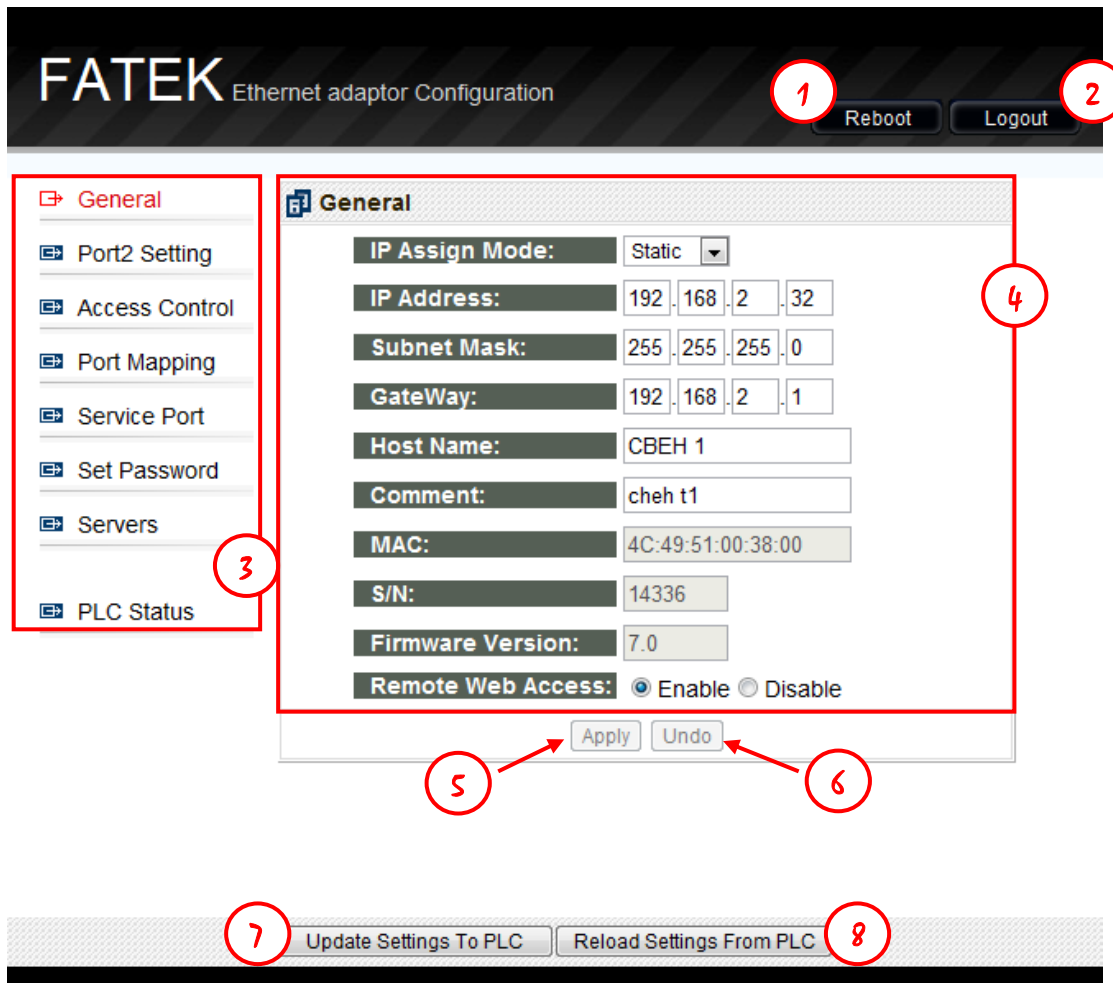 FATEK Ethernet adaptor Configuration
1 Reboot Logout 2
General
Port2 Setting
Access Control
Port Mapping
Service Port
Set Password
Servers
3
PLC Status
General
IP Assign Mode: Static
IP Address: 192 . 168 . 2 . 32
4
Subnet Mask: 255 . 255 . 255 . 0
GateWay: 192 . 168 . 2 . 1
Host Name: CBEH 1
Comment: cheh t1
MAC: 4C:49:51:00:38:00
S/N: 14336
Firmware Version: 7.0
Remote Web Access: Enable Disable
Apply Undo
5 6
7 Update Settings To PLC Reload Settings From PLC 8